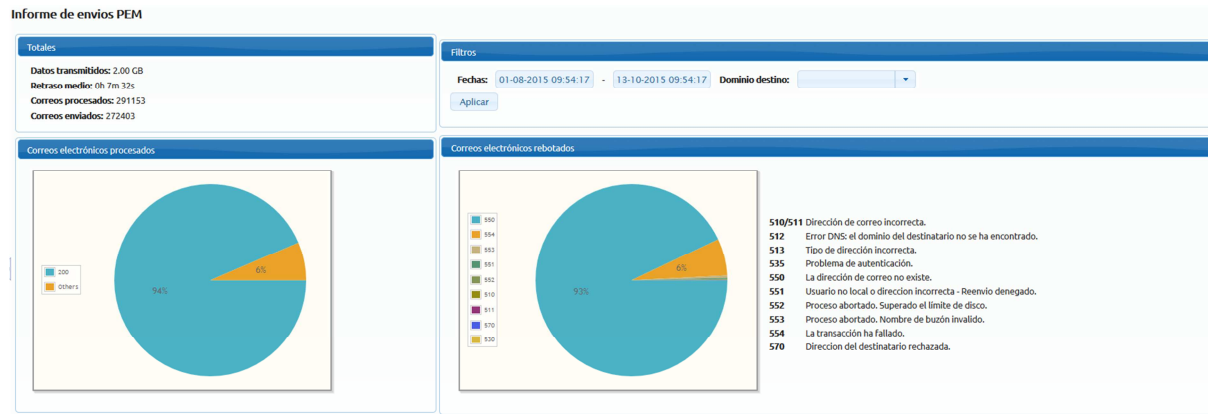 Informe de envios PEM
Totales
Datos transmitidos: 2.00 GB
Retraso medio: 0h 7m 32s
Correos procesados: 291153
Correos enviados: 272403
Filtros
Fechas: 01-08-2015 09:54:17 - 13-10-2015 09:54:17 Dominio destino:
Aplicar
Correos electrónicos procesados
200
Others
94%
6%
Correos electrónicos rebotados
550
554
553
551
552
510
511
570
530
93%
6%
510/511 Dirección de correo incorrecta.
512 Error DNS: el dominio del destinatario no se ha encontrado.
513 Tipo de dirección incorrecta.
535 Problema de autenticación.
550 La dirección de correo no existe.
551 Usuario no local o direccion incorrecta - Reenvio denegado.
552 Proceso abortado. Superado el límite de disco.
553 Proceso abortado. Nombre de buzón invalido.
554 La transacción ha fallado.
570 Direccion del destinatario rechazada.